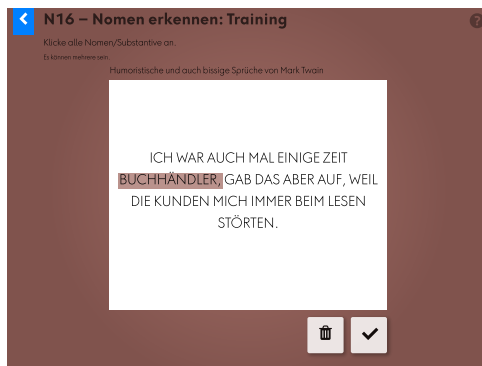 N16 – Nomen erkennen: Training
Klicke alle Nomen/Substantive an.
Es können mehrere sein.
Humoristische und auch bissige Sprüche von Mark Twain
ICH WAR AUCH MAL EINIGE ZEIT
BUCHHÄNDLER, GAB DAS ABER AUF, WEIL
DIE KUNDEN MICH IMMER BEIM LESEN
STÖRTEN.